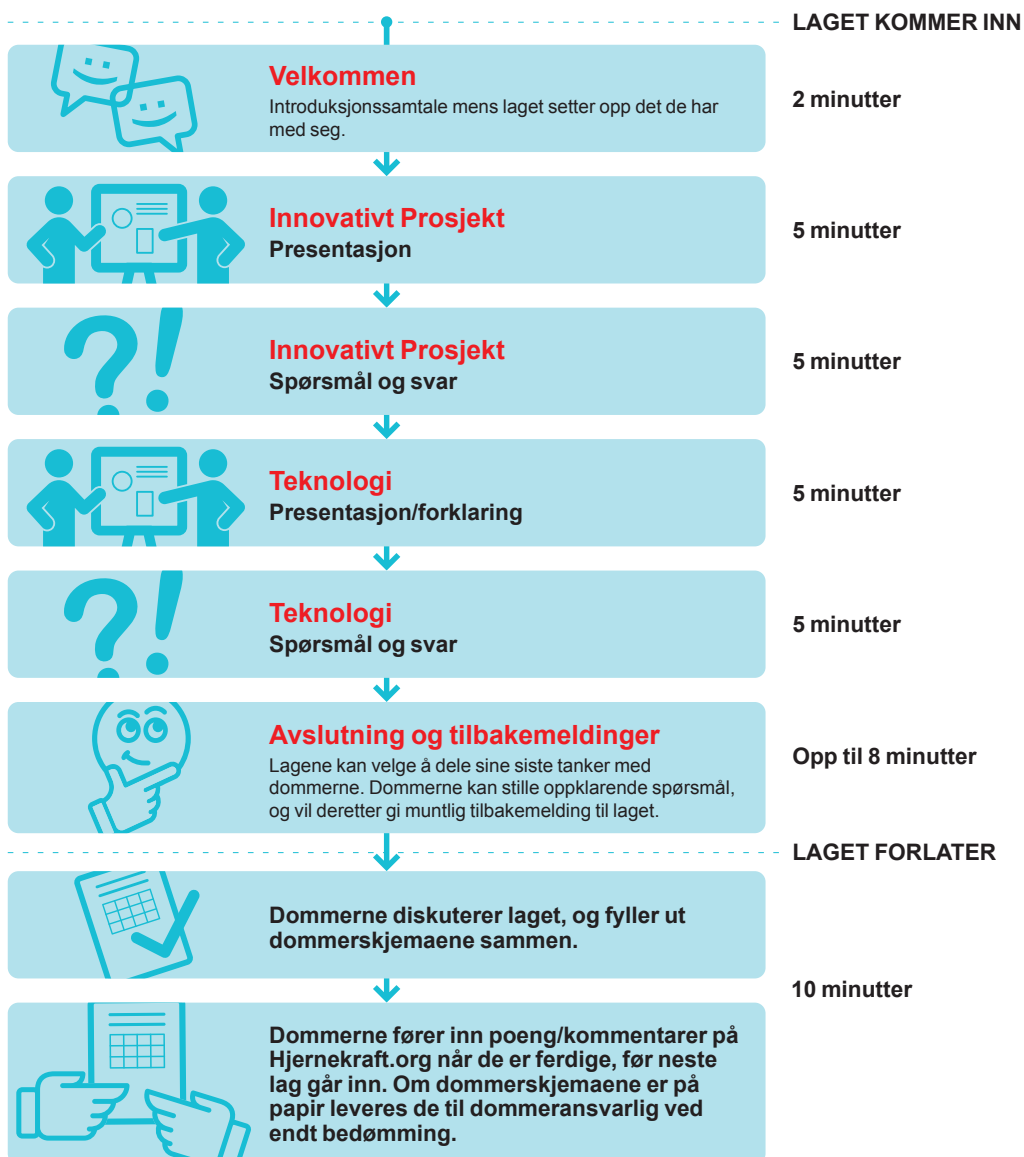 LAGET KOMMER INN
Velkommen
Introduksjonssamtale mens laget setter opp det de har
med seg.
2 minutter
Innovativt Prosjekt
Presentasjon
5 minutter
Innovativt Prosjekt
Spørsmål og svar
5 minutter
Teknologi
Presentasjon/forklaring
5 minutter
Teknologi
Spørsmål og svar
5 minutter
Avslutning og tilbakemeldinger
Lagene kan velge å dele sine siste tanker med
dommerne. Dommerne kan stille oppklarende spørsmål,
og vil deretter gi muntlig tilbakemelding til laget.
Opp til 8 minutter
LAGET FORLATER
Dommerne diskuterer laget, og fyller ut
dommerskjemaene sammen.
10 minutter
Dommerne fører inn poeng/kommentarer på
Hjernekraft.org når de er ferdige, før neste
lag går inn. Om dommerskjemaene er på
papir leveres de til dommeransvarlig ved
endt bedømming.